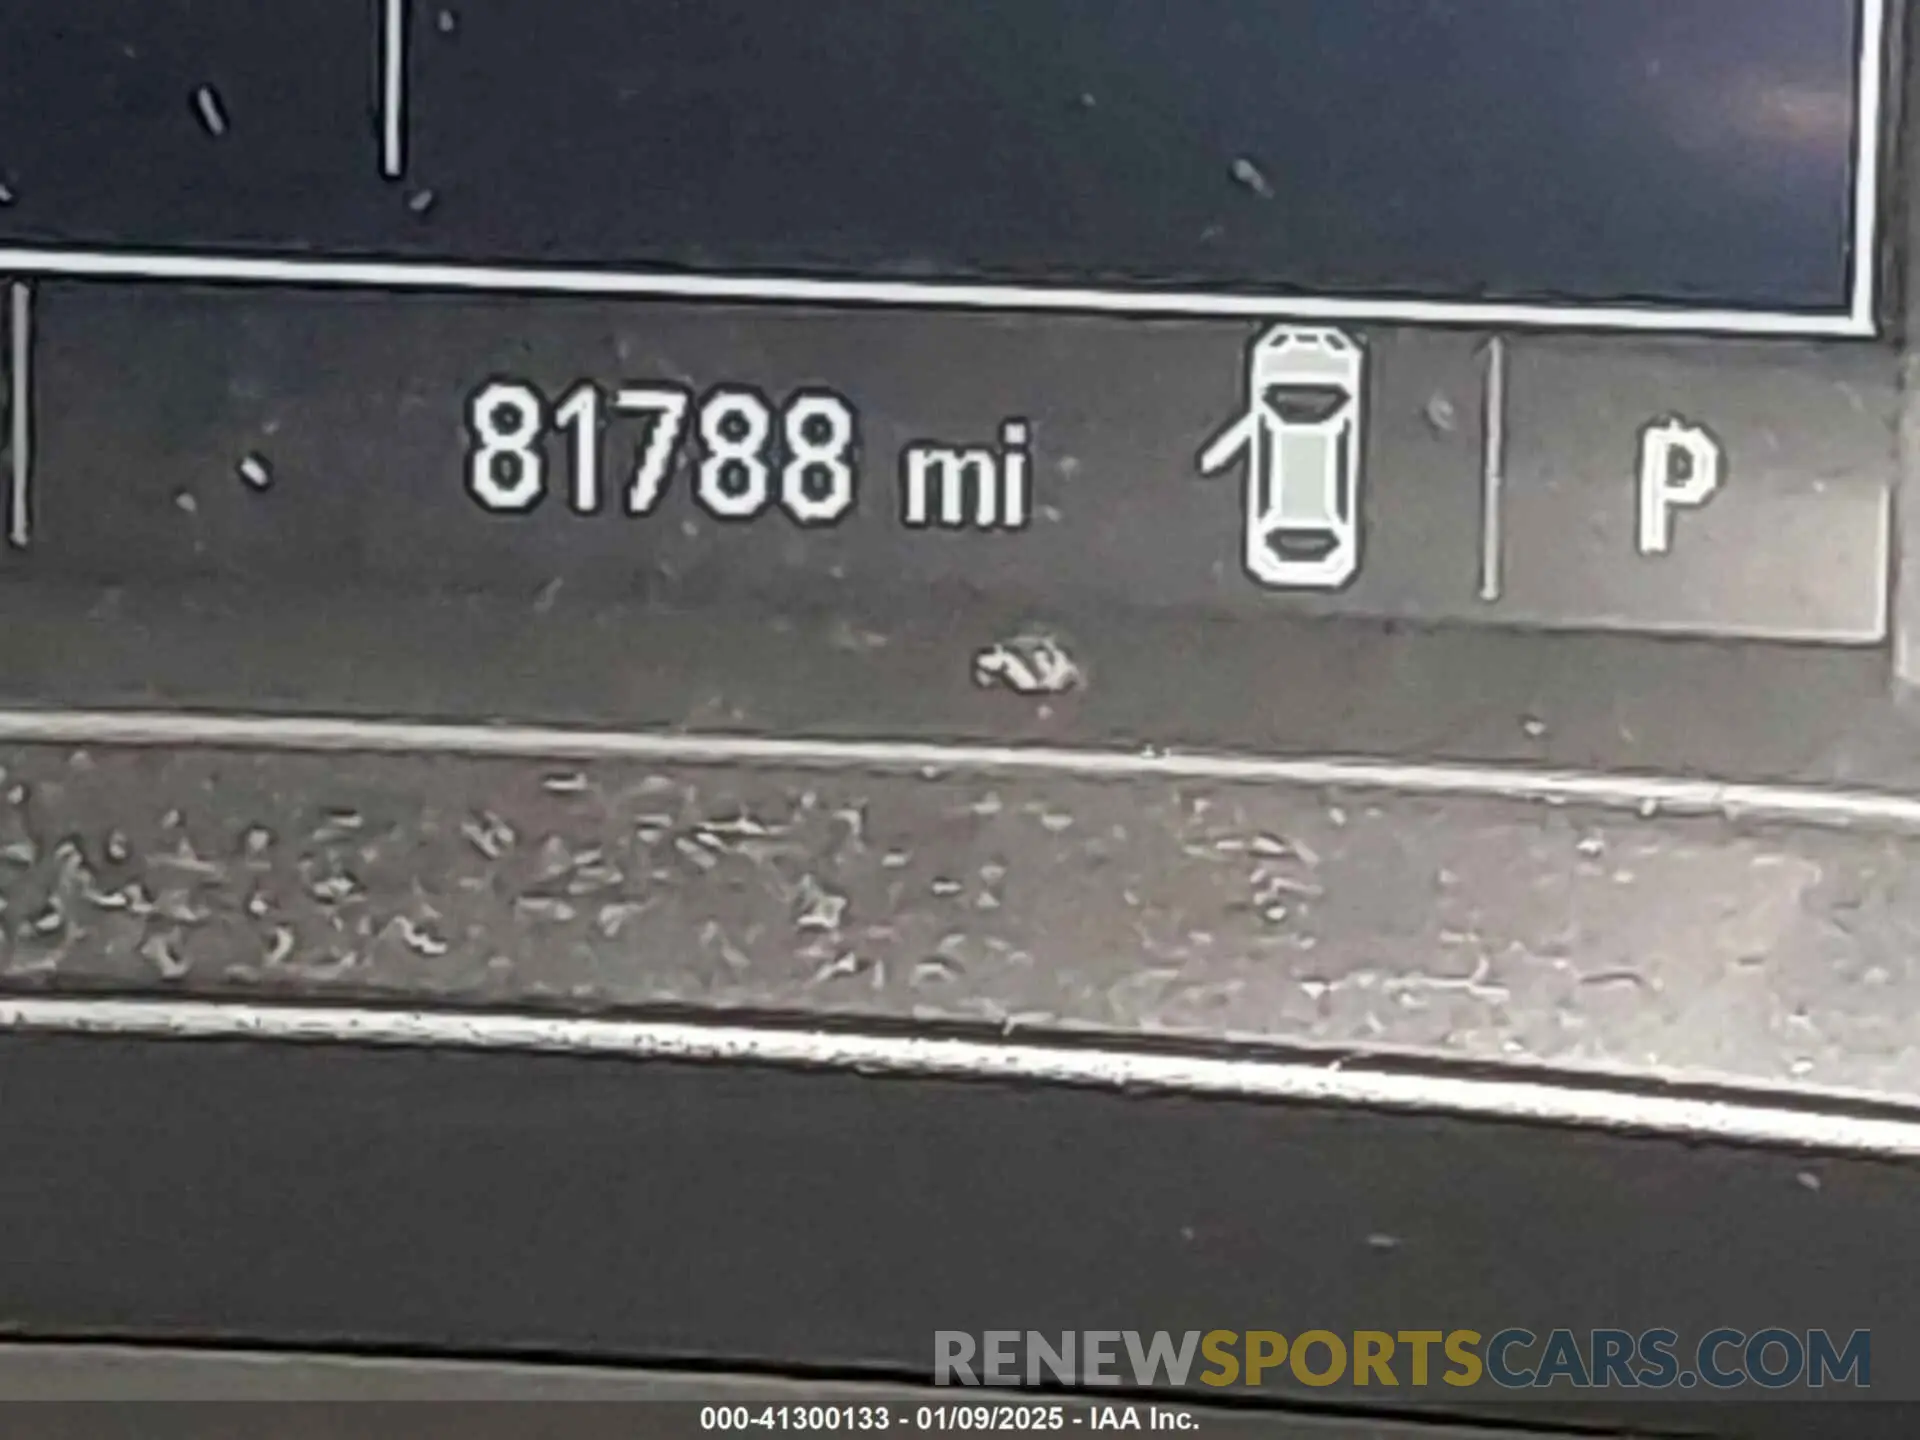 81788 mi P
RENEWSPORTSCARS.COM
000-41300133 - 01/09/2025 - IAA Inc.